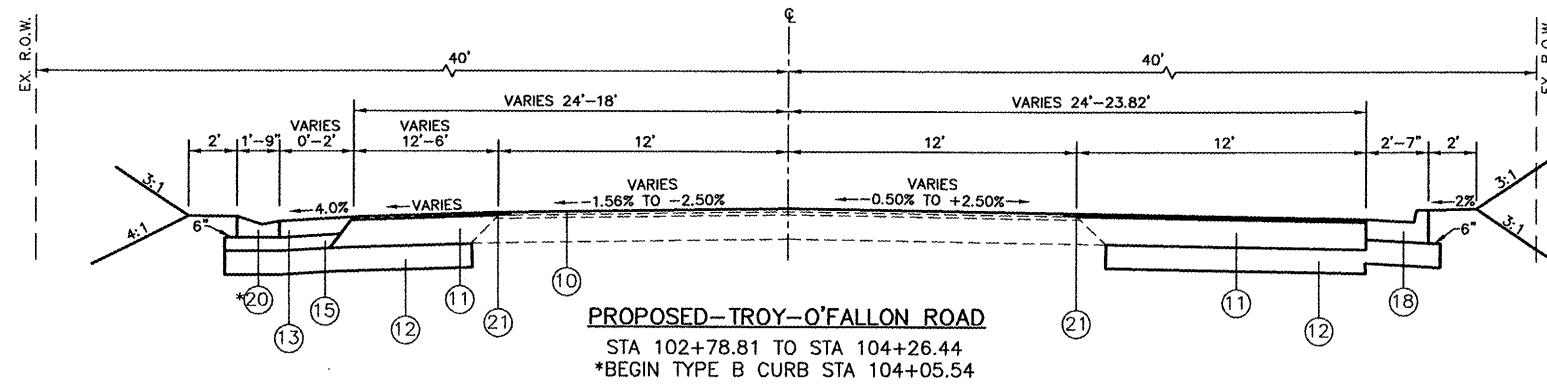 ℄
EX. R.O.W.
EX. R.O.W.
40'
40'
VARIES 24'-18'
VARIES 24'-23.82'
2'
1'-9"
VARIES
0'-2'
VARIES
12'-6'
12'
12'
12'
2'-7"
2'
3:1
4:1
6"
←4.0%
←VARIES
VARIES
←-1.56% TO -2.50%
VARIES
←-0.50% TO +2.50%→
←2%
3:1
3:1
6"
*20
13
15
12
11
21
10
21
11
12
18
PROPOSED-TROY-O'FALLON ROAD
STA 102+78.81 TO STA 104+26.44
*BEGIN TYPE B CURB STA 104+05.54